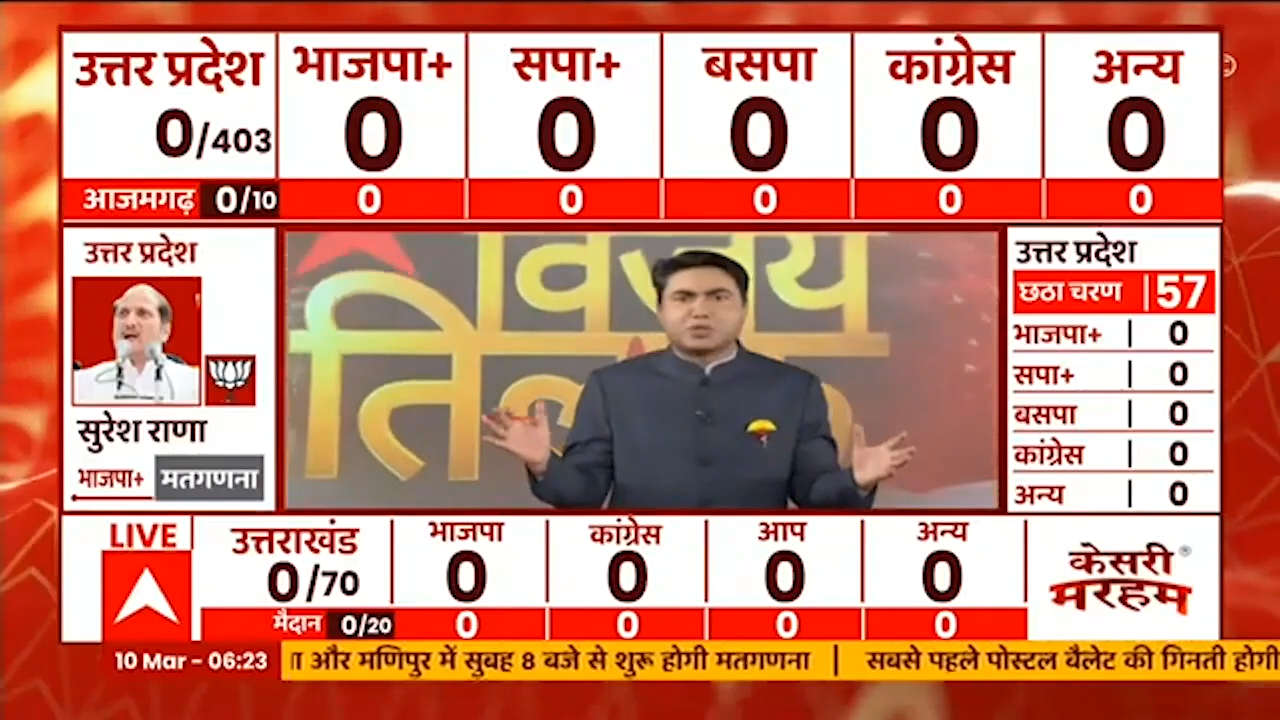 उत्तर प्रदेश भाजपा+ सपा+ बसपा कांग्रेस अन्य
0/403 0 0 0 0 0
आजमगढ़ 0/10 0 0 0 0 0
उत्तर प्रदेश
सुरेश राणा
भाजपा+ मतगणना
विजय
उत्तर प्रदेश
छठा चरण 57
भाजपा+ 0
सपा+ 0
बसपा 0
कांग्रेस 0
अन्य 0
LIVE
उत्तराखंड भाजपा कांग्रेस आप अन्य
0/70 0 0 0 0
मैदान 0/20 0 0 0 0
केसरी
मरहम
10 Mar - 06:23 और मणिपुर में सुबह 8 बजे से शुरू होगी मतगणना | सबसे पहले पोस्टल बैलेट की गिनती होगी